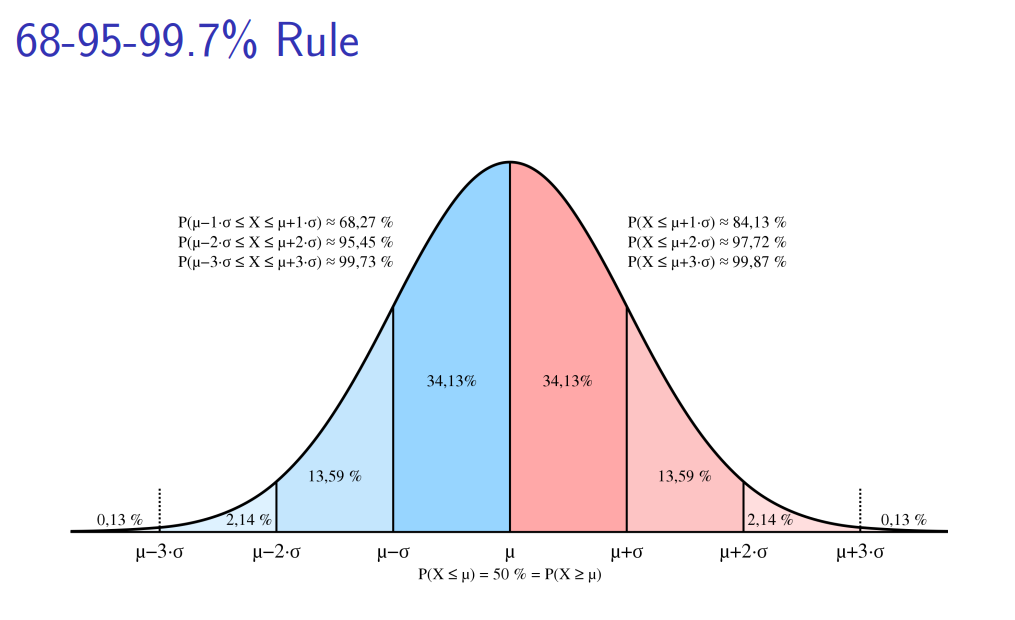 68-95-99.7% Rule
P(μ−1·σ ≤ X ≤ μ+1·σ) ≈ 68,27 %
P(μ−2·σ ≤ X ≤ μ+2·σ) ≈ 95,45 %
P(μ−3·σ ≤ X ≤ μ+3·σ) ≈ 99,73 %
P(X ≤ μ+1·σ) ≈ 84,13 %
P(X ≤ μ+2·σ) ≈ 97,72 %
P(X ≤ μ+3·σ) ≈ 99,87 %
34,13% 34,13%
13,59 % 13,59 %
0,13 % 2,14 % 2,14 % 0,13 %
μ−3·σ μ−2·σ μ−σ μ μ+σ μ+2·σ μ+3·σ
P(X ≤ μ) = 50 % = P(X ≥ μ)